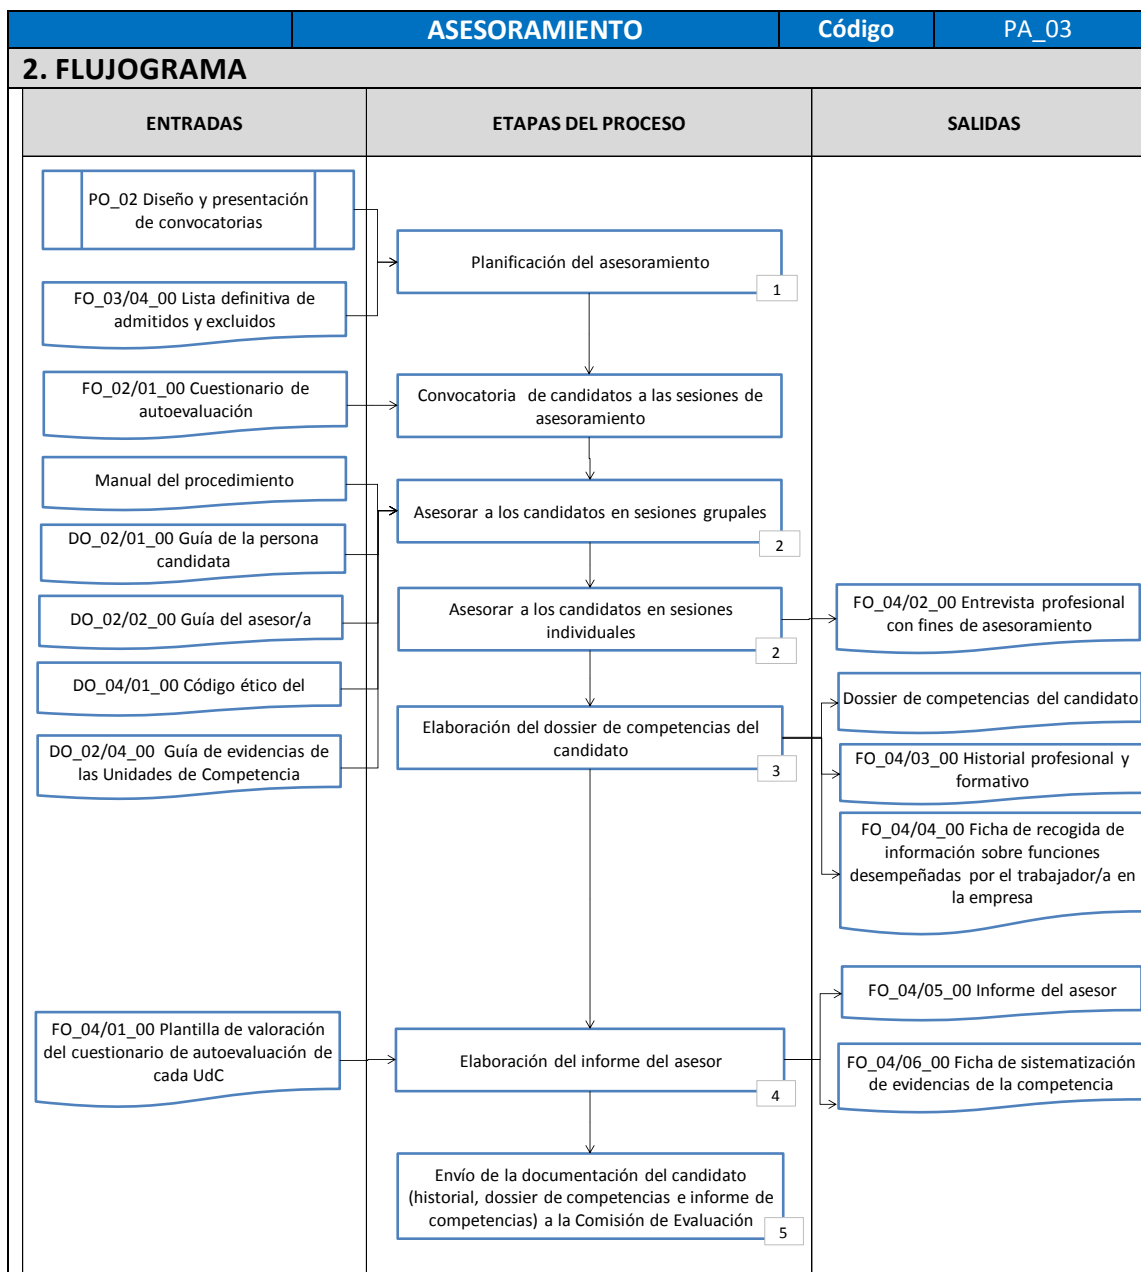 ASESORAMIENTO
Código
PA_03
2. FLUJOGRAMA
ENTRADAS
ETAPAS DEL PROCESO
SALIDAS
PO_02 Diseño y presentación
de convocatorias
Planificación del asesoramiento
1
FO_03/04_00 Lista definitiva de
admitidos y excluidos
FO_02/01_00 Cuestionario de
autoevaluación
Convocatoria de candidatos a las sesiones de
asesoramiento
Manual del procedimiento
Asesorar a los candidatos en sesiones grupales
2
DO_02/01_00 Guía de la persona
candidata
DO_02/02_00 Guía del asesor/a
Asesorar a los candidatos en sesiones
individuales
2
FO_04/02_00 Entrevista profesional
con fines de asesoramiento
DO_04/01_00 Código ético del
Elaboración del dossier de competencias del
candidato
3
Dossier de competencias del candidato
DO_02/04_00 Guía de evidencias de
las Unidades de Competencia
FO_04/03_00 Historial profesional y
formativo
FO_04/04_00 Ficha de recogida de
información sobre funciones
desempeñadas por el trabajador/a en
la empresa
FO_04/05_00 Informe del asesor
FO_04/01_00 Plantilla de valoración
del cuestionario de autoevaluación de
cada UdC
Elaboración del informe del asesor
4
FO_04/06_00 Ficha de sistematización
de evidencias de la competencia
Envío de la documentación del candidato
(historial, dossier de competencias e informe de
competencias) a la Comisión de Evaluación
5